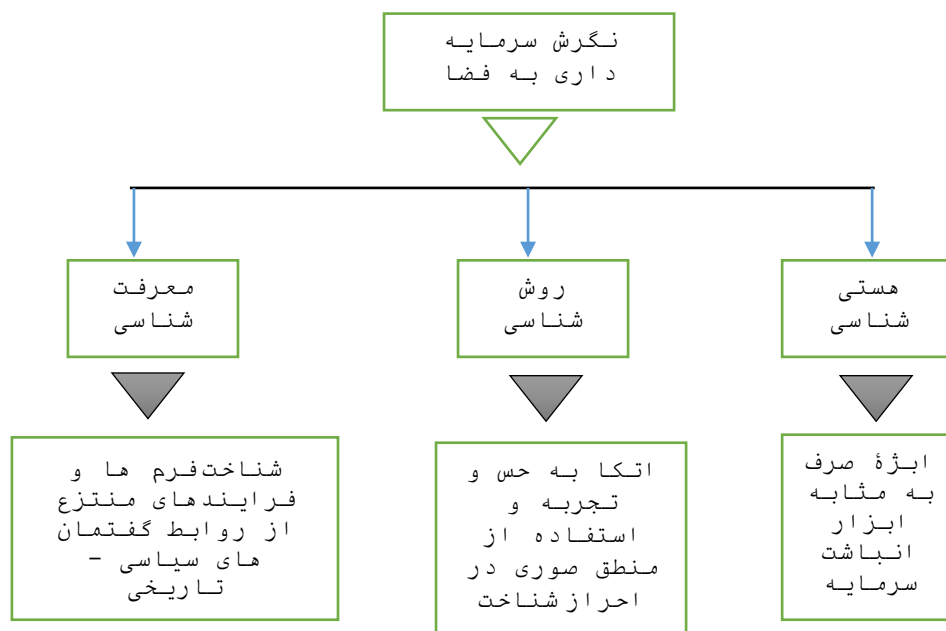 نگرش سرمایه
داری به فضا
هستی
شناسی
روش
شناسی
معرفت
شناسی
ابژۀ صرف
به مثابه
ابزار
انباشت
سرمایه
اتکا به حس و
تجربه و
استفاده از
منطق صوری در
احراز شناخت
شناخت فرم ها و
فرایندهای منتزع
از روابط گفتمان
های سیاسی –
تاریخی